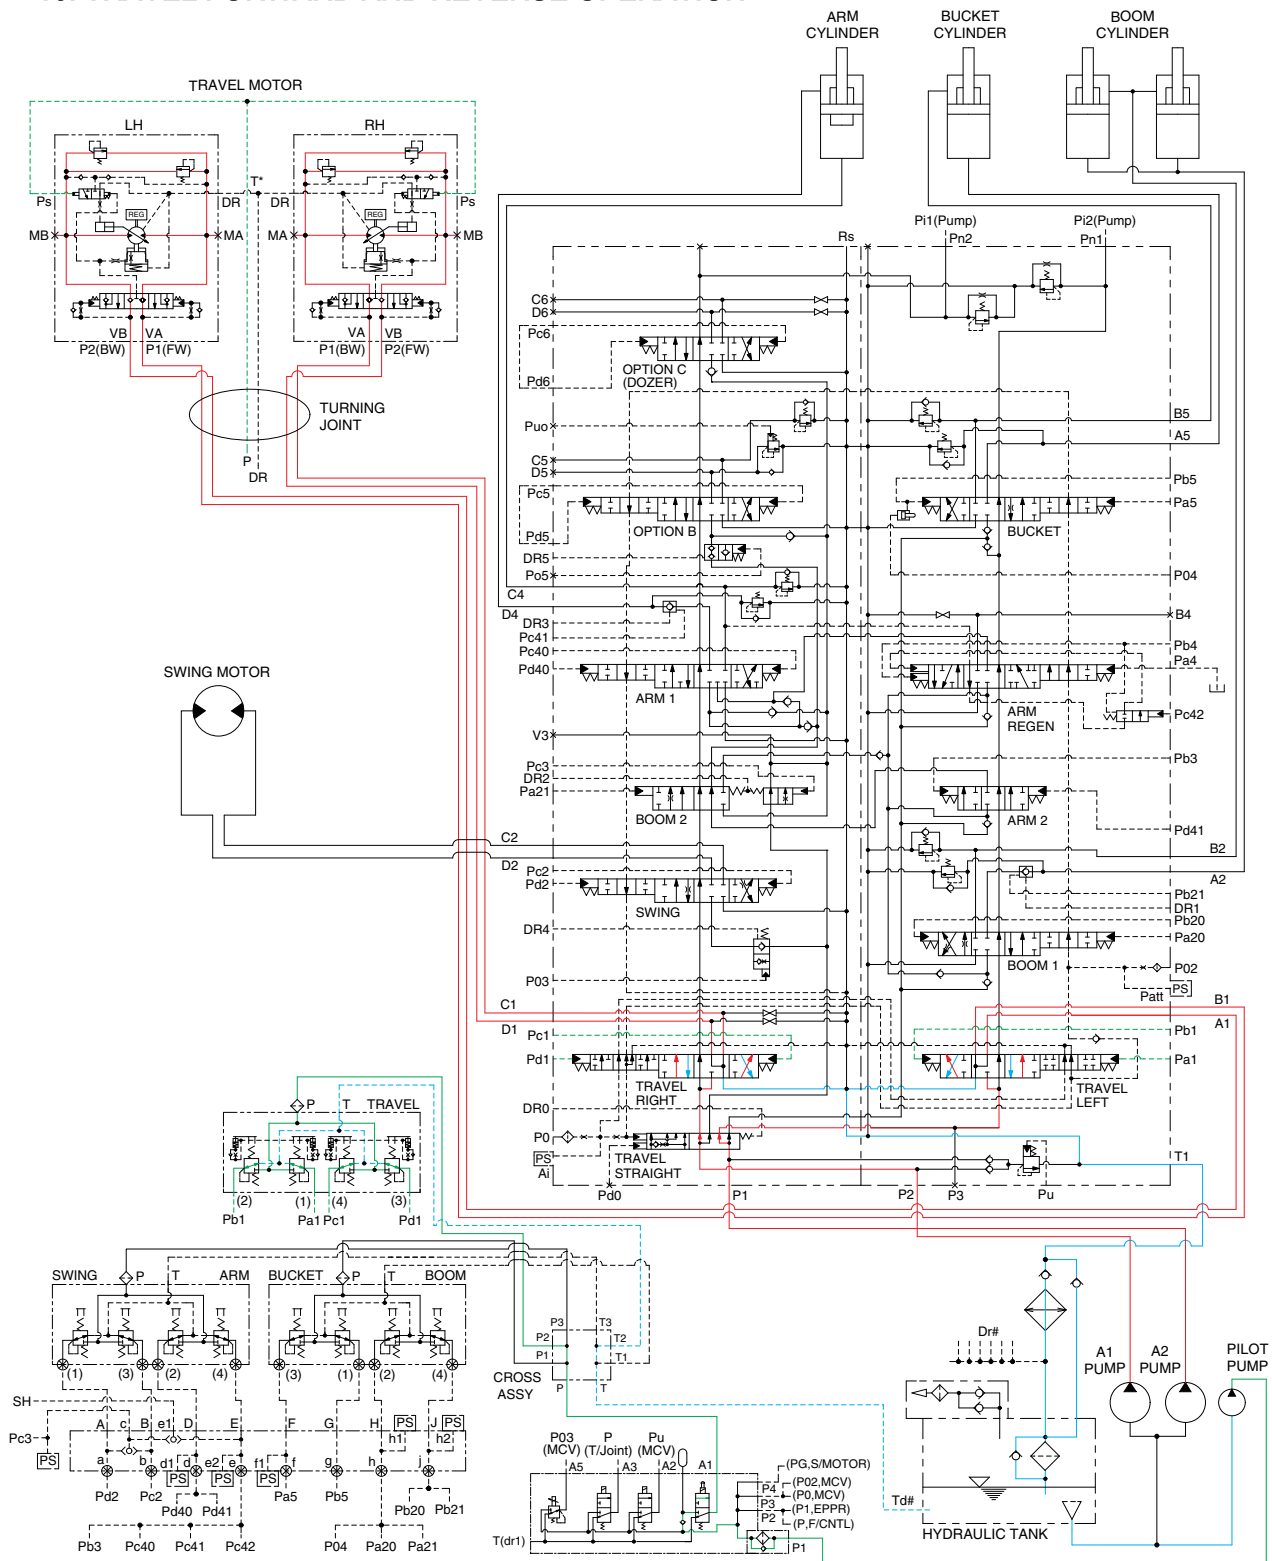 ARM
CYLINDER
BUCKET
CYLINDER
BOOM
CYLINDER
TRAVEL MOTOR
LH
RH
T*
Ps
DR
DR
Ps
REG
REG
MB
MA
MA
MB
VB
VA
VA
VB
P2(BW)
P1(FW)
P1(BW)
P2(FW)
TURNING
JOINT
P
DR
Rs
Pi1(Pump)
Pn2
Pi2(Pump)
Pn1
C6
D6
Pc6
Pd6
OPTION C
(DOZER)
Puo
C5
D5
Pc5
Pd5
OPTION B
DR5
Po5
C4
D4
DR3
Pc41
Pc40
Pd40
ARM 1
V3
Pc3
DR2
Pa21
BOOM 2
C2
D2
Pc2
Pd2
SWING
DR4
P03
C1
D1
Pc1
Pd1
TRAVEL
RIGHT
DR0
P0
PS
Ai
TRAVEL
STRAIGHT
Pd0
P1
P2
P3
Pu
T1
B5
A5
Pb5
Pa5
BUCKET
P04
B4
Pb4
Pa4
ARM
REGEN
Pc42
Pb3
ARM 2
Pd41
B2
A2
Pb21
DR1
Pb20
Pa20
BOOM 1
P02
Patt
PS
B1
A1
Pb1
Pa1
TRAVEL
LEFT
SWING MOTOR
P
T
TRAVEL
(2)
(1)
(4)
(3)
Pb1
Pa1
Pc1
Pd1
SWING
P
T
ARM
BUCKET
P
T
BOOM
(1)
(3)
(2)
(4)
(3)
(1)
(2)
(4)
P3
T3
P2
T2
P1
T1
CROSS
ASSY
P
T
SH
Pc3
PS
A
c
B
e1
D
E
F
G
H
PS
J
PS
h1
h2
a
b
d1
d
e2
e
f1
f
g
h
j
PS
PS
PS
Pd2
Pc2
Pd40
Pd41
Pa5
Pb5
Pb20
Pb21
Pb3
Pc40
Pc41
Pc42
P04
Pa20
Pa21
P03
(MCV)
P
(T/Joint)
Pu
(MCV)
A5
A3
A2
A1
T(dr1)
P4
P3
P2
P1
(PG,S/MOTOR)
(P02,MCV)
(P0,MCV)
(P1,EPPR)
(P,F/CNTL)
Dr#
Td#
A1
PUMP
A2
PUMP
PILOT
PUMP
HYDRAULIC TANK